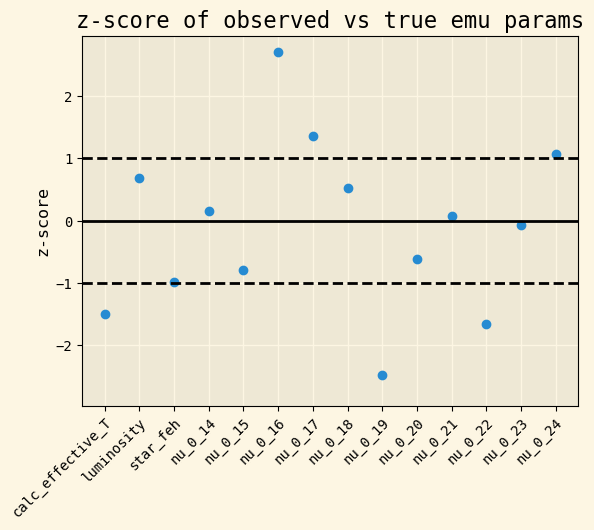 z-score of observed vs true emu params
z-score
2
1
0
−1
−2
calc_effective_T
luminosity
star_feh
nu_0_14
nu_0_15
nu_0_16
nu_0_17
nu_0_18
nu_0_19
nu_0_20
nu_0_21
nu_0_22
nu_0_23
nu_0_24